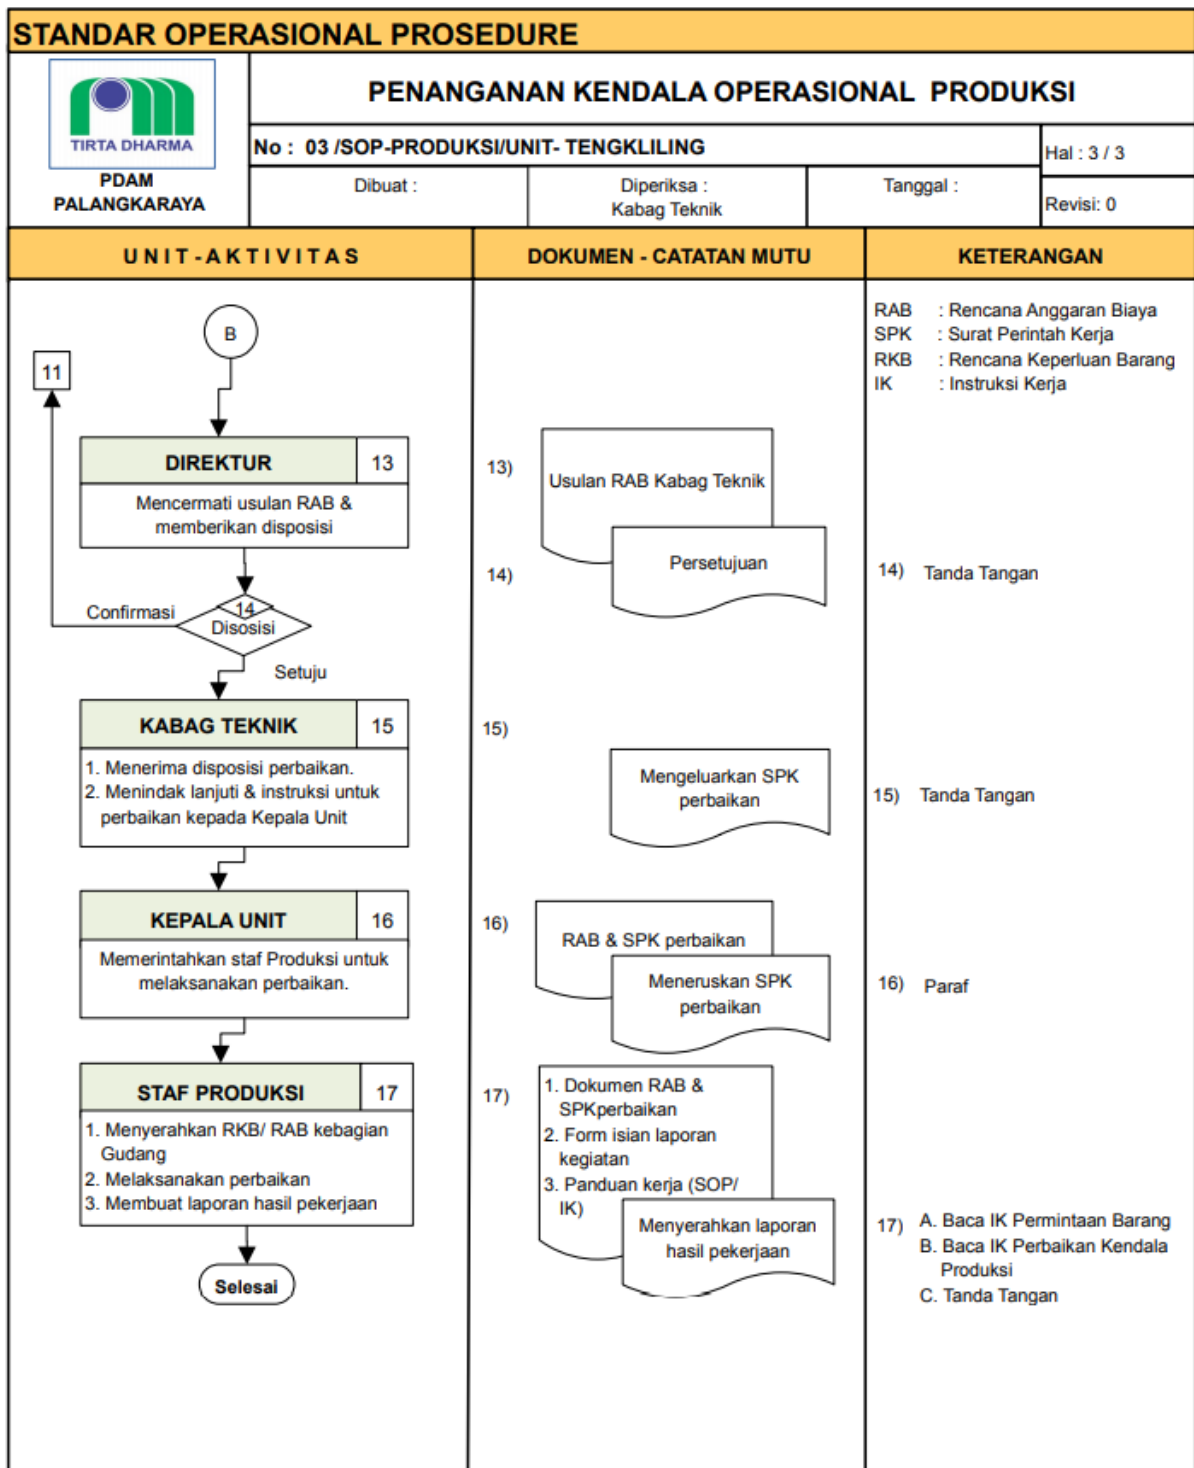 STANDAR OPERASIONAL PROSEDURE
TIRTA DHARMA
PDAM
PALANGKARAYA
PENANGANAN KENDALA OPERASIONAL PRODUKSI
No : 03 /SOP-PRODUKSI/UNIT- TENGKLILING
Hal : 3 / 3
Dibuat :
Diperiksa :
Kabag Teknik
Tanggal :
Revisi: 0
UNIT-AKTIVITAS
DOKUMEN - CATATAN MUTU
KETERANGAN
B
11
DIREKTUR
13
Mencermati usulan RAB &
memberikan disposisi
Confirmasi
14
Disosisi
Setuju
KABAG TEKNIK
15
1. Menerima disposisi perbaikan.
2. Menindak lanjuti & instruksi untuk
perbaikan kepada Kepala Unit
KEPALA UNIT
16
Memerintahkan staf Produksi untuk
melaksanakan perbaikan.
STAF PRODUKSI
17
1. Menyerahkan RKB/ RAB kebagian
Gudang
2. Melaksanakan perbaikan
3. Membuat laporan hasil pekerjaan
Selesai
13)
Usulan RAB Kabag Teknik
14)
Persetujuan
15)
Mengeluarkan SPK
perbaikan
16)
RAB & SPK perbaikan
Meneruskan SPK
perbaikan
17)
1. Dokumen RAB &
SPKperbaikan
2. Form isian laporan
kegiatan
3. Panduan kerja (SOP/
IK)
Menyerahkan laporan
hasil pekerjaan
RAB : Rencana Anggaran Biaya
SPK : Surat Perintah Kerja
RKB : Rencana Keperluan Barang
IK : Instruksi Kerja
14) Tanda Tangan
15) Tanda Tangan
16) Paraf
17) A. Baca IK Permintaan Barang
B. Baca IK Perbaikan Kendala
Produksi
C. Tanda Tangan